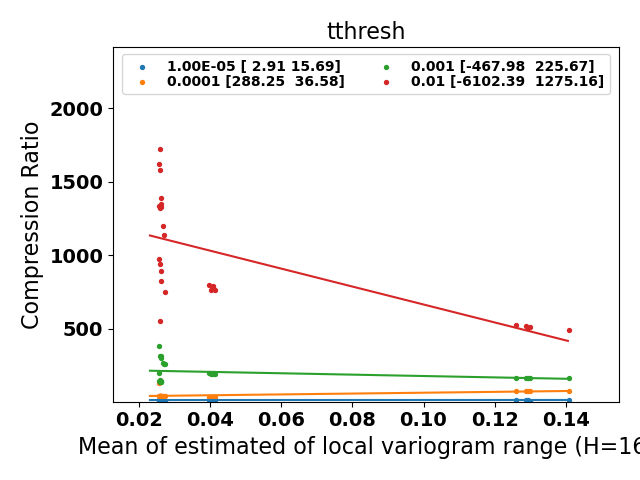 tthresh
1.00E-05 [ 2.91 15.69]
0.0001 [288.25  36.58]
0.001 [-467.98  225.67]
0.01 [-6102.39  1275.16]
Compression Ratio
2000
1500
1000
500
0.02 0.04 0.06 0.08 0.10 0.12 0.14
Mean of estimated of local variogram range (H=16